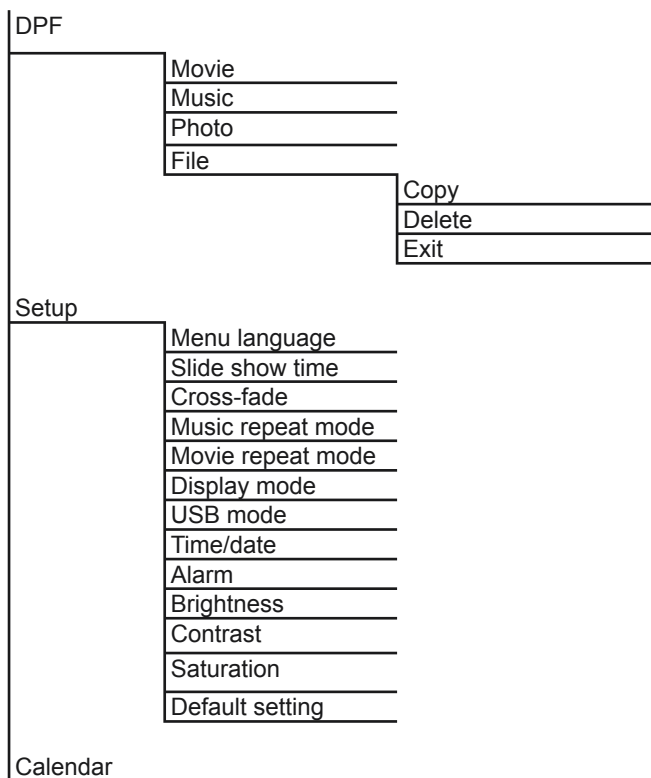 DPF
Movie
Music
Photo
File
Copy
Delete
Exit
Setup
Menu language
Slide show time
Cross-fade
Music repeat mode
Movie repeat mode
Display mode
USB mode
Time/date
Alarm
Brightness
Contrast
Saturation
Default setting
Calendar